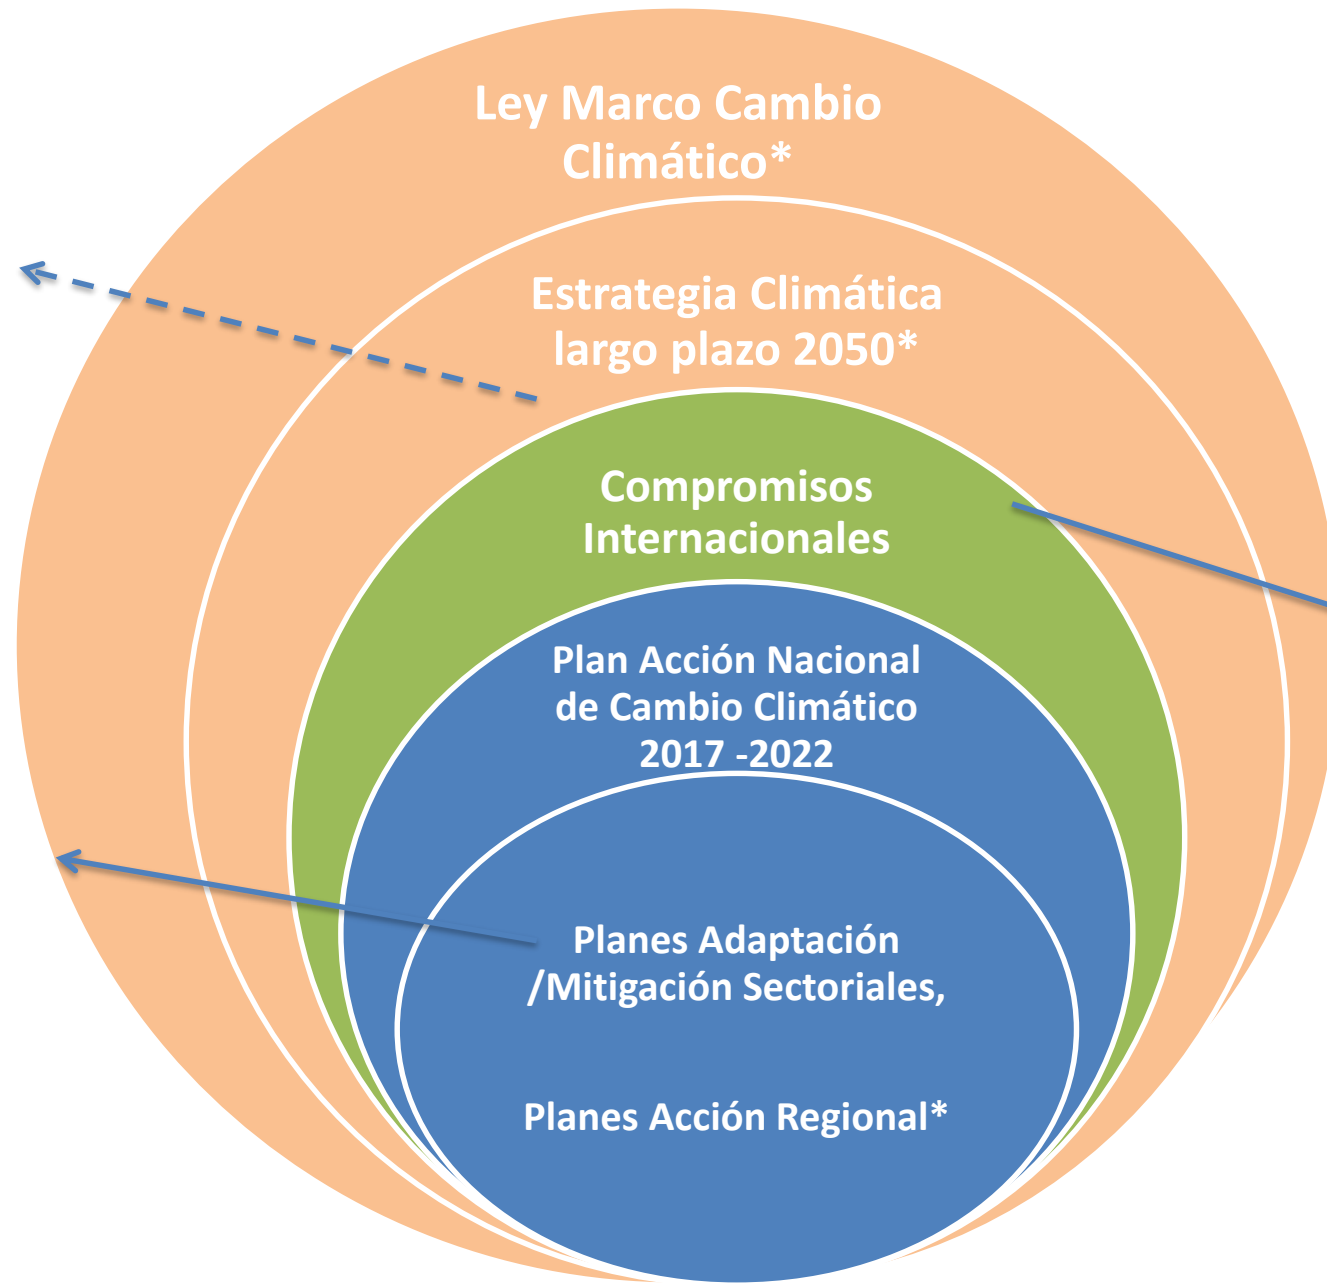 Ley Marco Cambio
Climático*
Estrategia Climática
largo plazo 2050*
Compromisos
Internacionales
Plan Acción Nacional
de Cambio Climático
2017 -2022
Planes Adaptación
/Mitigación Sectoriales,
Planes Acción Regional*